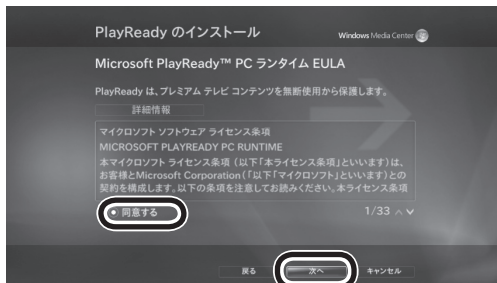 PlayReady のインストール
Windows Media Center
Microsoft PlayReady™ PC ランタイム EULA
PlayReady は、プレミアム テレビ コンテンツを無断使用から保護します。
詳細情報
マイクロソフト ソフトウェア ライセンス条項
MICROSOFT PLAYREADY PC RUNTIME
本マイクロソフト ライセンス条項 (以下「本ライセンス条項」といいます) は、
お客様とMicrosoft Corporation (「以下「マイクロソフト」といいます) との
契約を構成します。以下の条項を注意してお読みください。本ライセンス条項
同意する
1/33
戻る 次へ キャンセル